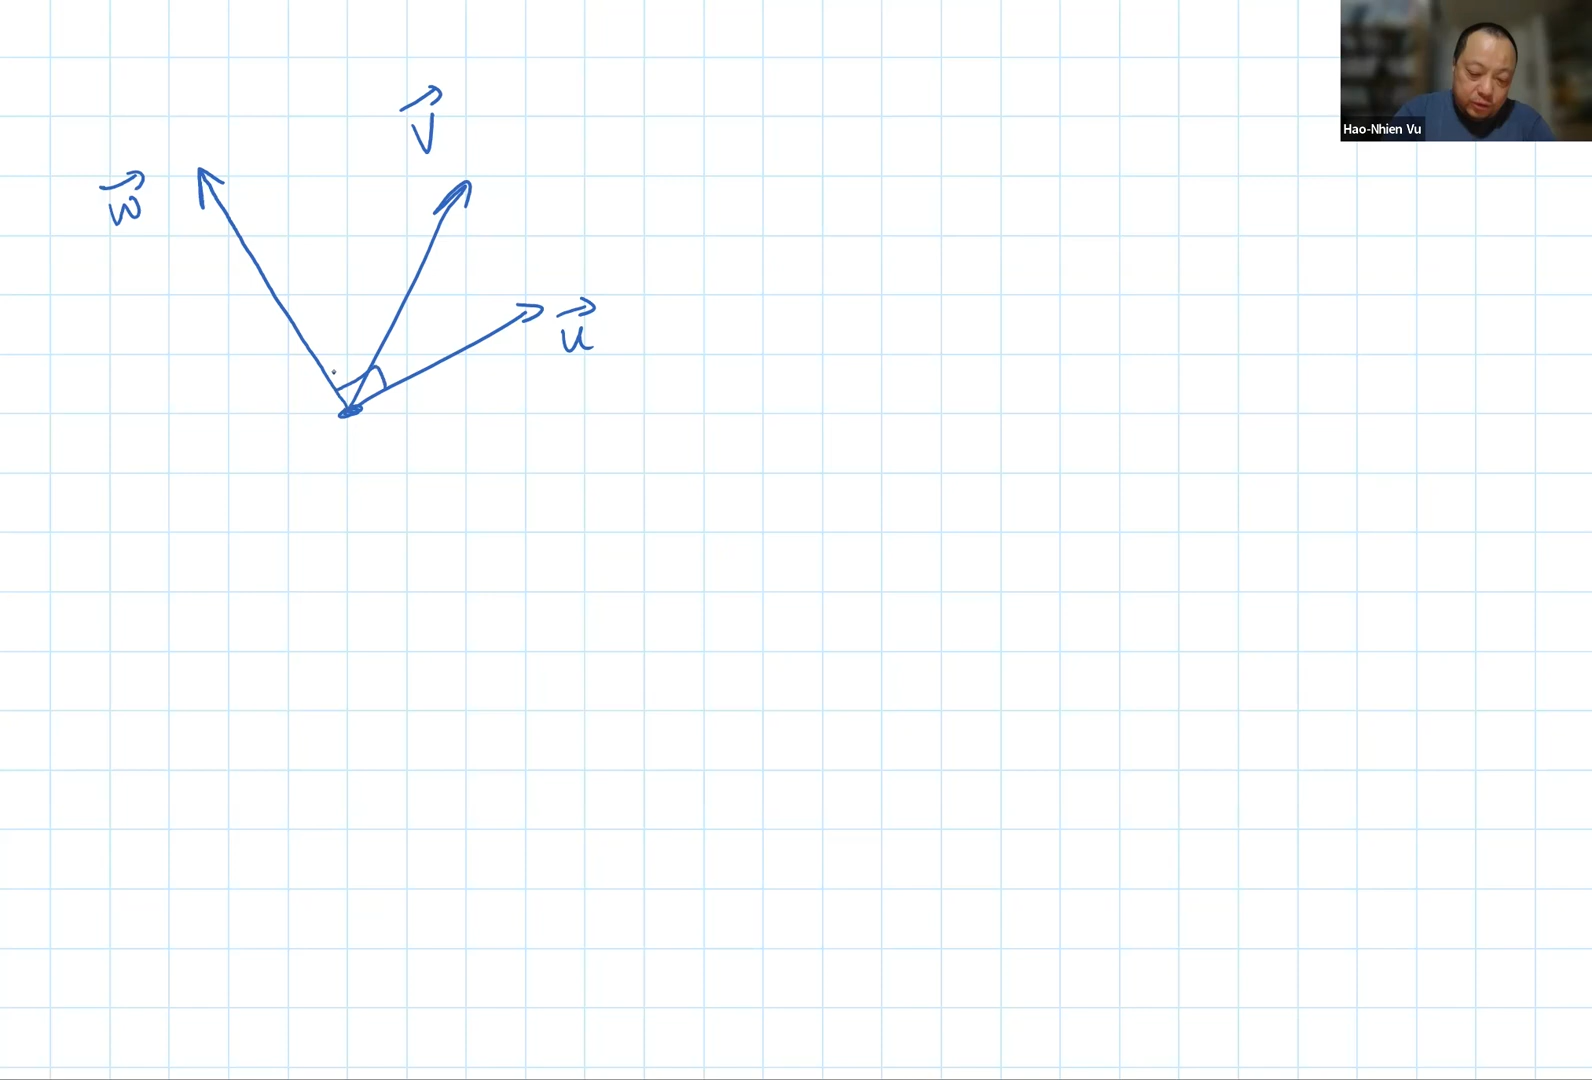 v⃗
w⃗
u⃗
Hao-Nhien Vu